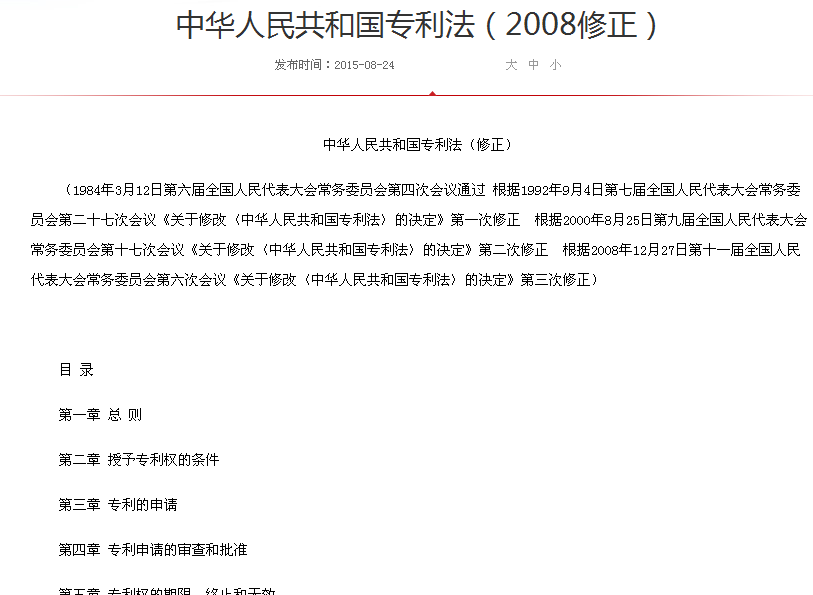 中华人民共和国专利法（2008修正）
发布时间：2015-08-24 大 中 小
中华人民共和国专利法（修正）
（1984年3月12日第六届全国人民代表大会常务委员会第四次会议通过 根据1992年9月4日第七届全国人民代表大会常务委
员会第二十七次会议《关于修改〈中华人民共和国专利法〉的决定》第一次修正 根据2000年8月25日第九届全国人民代表大会
常务委员会第十七次会议《关于修改〈中华人民共和国专利法〉的决定》第二次修正 根据2008年12月27日第十一届全国人民
代表大会常务委员会第六次会议《关于修改〈中华人民共和国专利法〉的决定》第三次修正）
目 录
第一章 总 则
第二章 授予专利权的条件
第三章 专利的申请
第四章 专利申请的审查和批准
第五章 专利权的期限、终止和无效